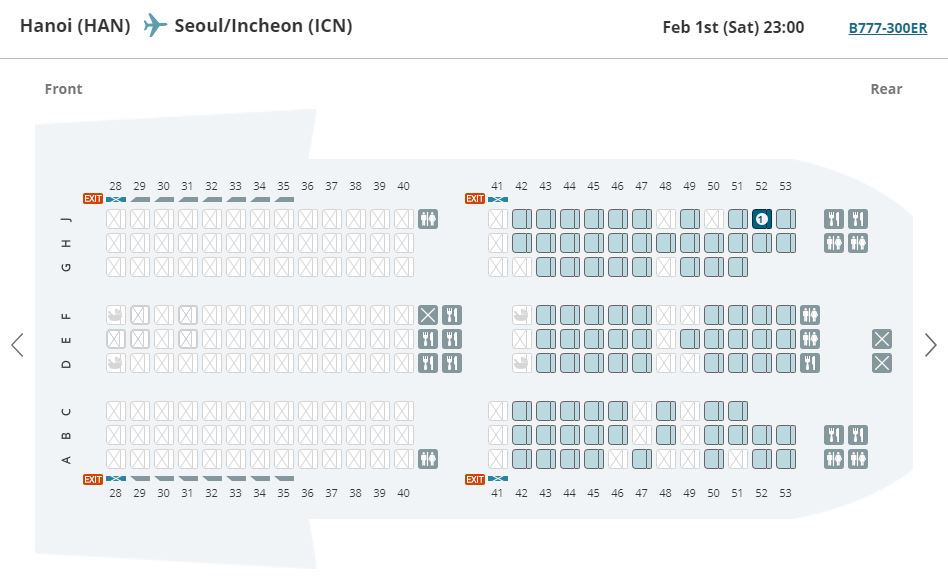 Hanoi (HAN) Seoul/Incheon (ICN) Feb 1st (Sat) 23:00 B777-300ER
Front Rear
28 29 30 31 32 33 34 35 36 37 38 39 40 41 42 43 44 45 46 47 48 49 50 51 52 53
EXIT EXIT
J 1
H
G
F
E
D
C
B
A
EXIT EXIT
28 29 30 31 32 33 34 35 36 37 38 39 40 41 42 43 44 45 46 47 48 49 50 51 52 53